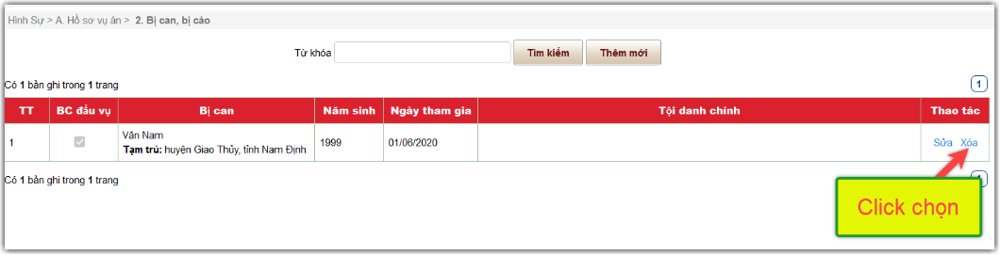 Hình Sự > A. Hồ sơ vụ án > 2. Bị can, bị cáo
Từ khóa Tìm kiếm Thêm mới
Có 1 bản ghi trong 1 trang 1
TT BC đầu vụ Bị can Năm sinh Ngày tham gia Tội danh chính Thao tác
1 Văn Nam 1999 01/06/2020 Sửa Xóa
Tạm trú: huyện Giao Thủy, tỉnh Nam Định
Có 1 bản ghi trong 1 trang 1
Click chọn